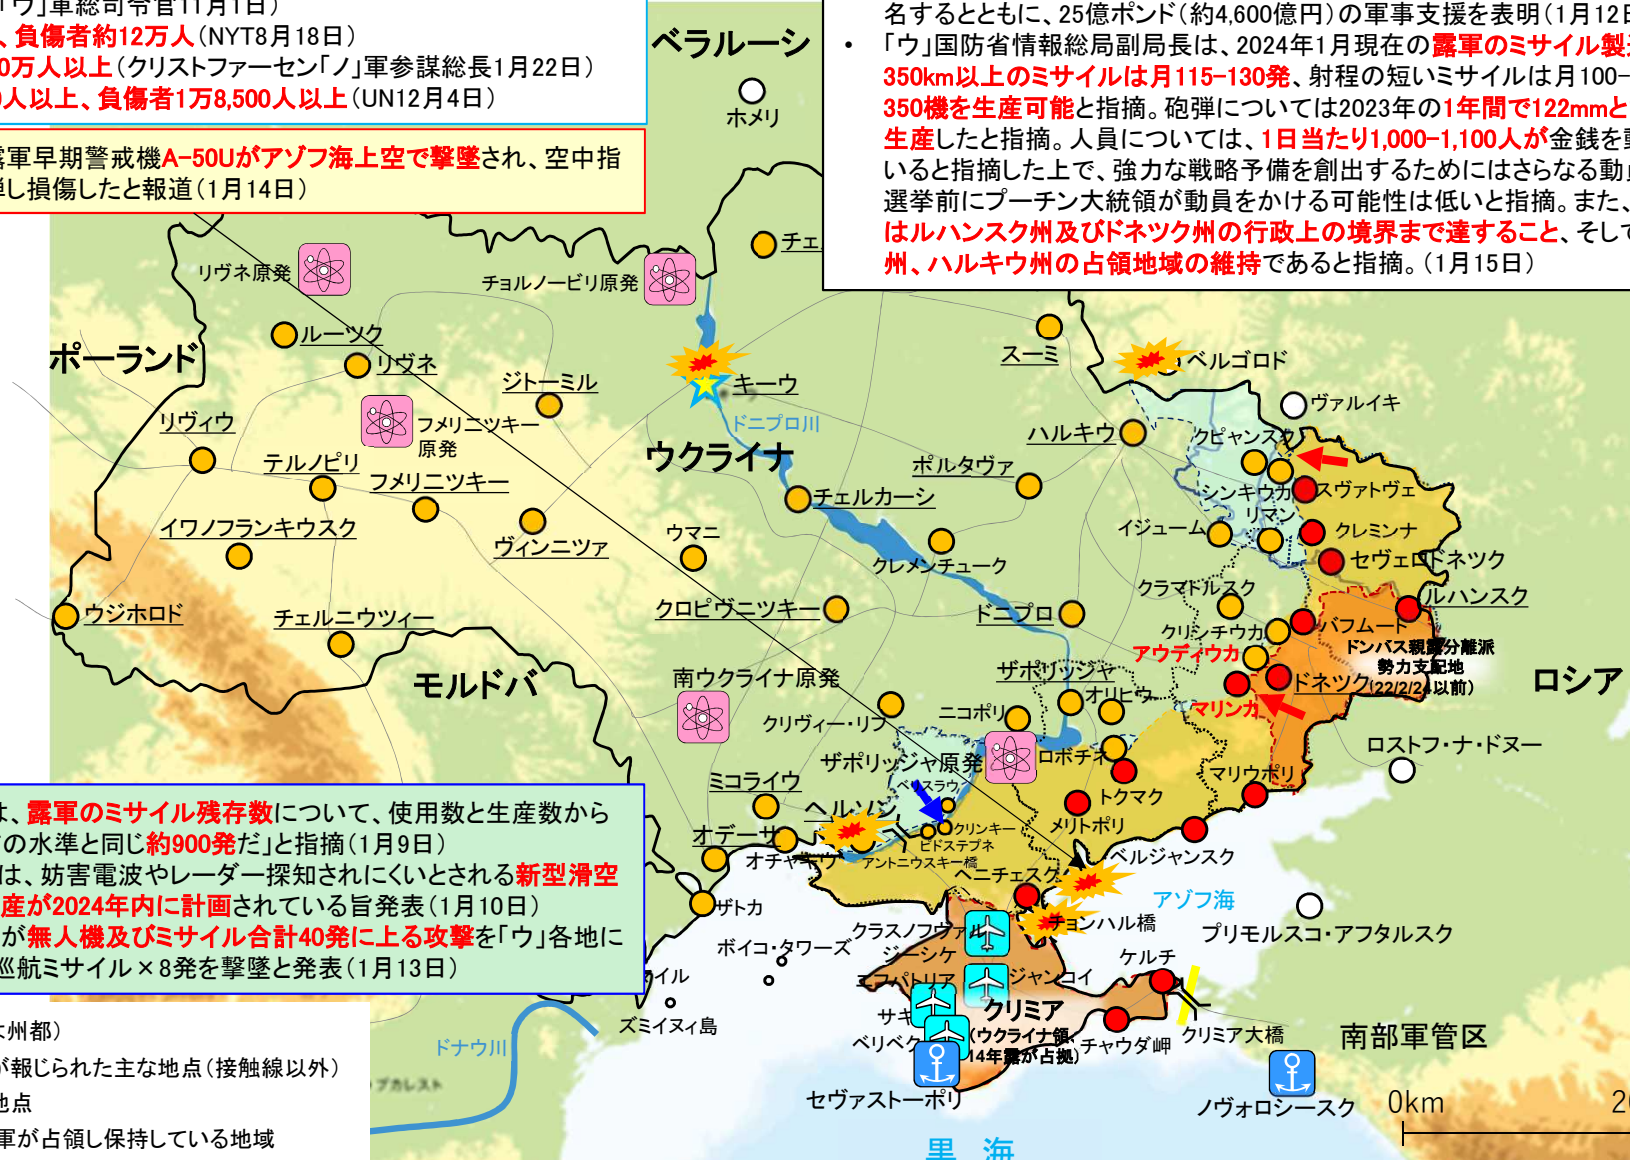 「ウ」軍総司令官11月1日）
、負傷者約12万人（NYT8月18日）
0万人以上（クリストファーセン「ノ」軍参謀総長1月22日）
人以上、負傷者1万8,500人以上（UN12月4日）
露軍早期警戒機A-50Uがアゾフ海上空で撃墜され、空中指
弾し損傷したと報道（1月14日）
名するとともに、25億ポンド（約4,600億円）の軍事支援を表明（1月12日
・ 「ウ」国防省情報総局副局長は、2024年1月現在の露軍のミサイル製造
350km以上のミサイルは月115-130発、射程の短いミサイルは月100-
350機を生産可能と指摘。砲弾については2023年の1年間で122mmと
生産したと指摘。人員については、1日当たり1,000-1,100人が金銭を動
いると指摘した上で、強力な戦略予備を創出するためにはさらなる動員
選挙前にプーチン大統領が動員をかける可能性は低いと指摘。また、
はルハンスク州及びドネツク州の行政上の境界まで達すること、そして
州、ハルキウ州の占領地域の維持であると指摘。（1月15日）
ベラルーシ
ホメリ
チェ
リヴネ原発
チョルノービリ原発
ルーツク
リヴネ
ポーランド
ジトーミル
キーウ
スーミ
ベルゴロド
ヴァルイキ
リヴィウ
フメリニツキー
原発
ドニプロ川
ハルキウ
クピャンスク
テルノピリ
ウクライナ
ポルタヴァ
フメリニツキー
チェルカーシ
シンキウカ
スヴァトヴェ
リマン
イワノフランキウスク
ヴィンニツァ
ウマニ
イジューム
クレミンナ
クレメンチューク
セヴェロドネツク
クラマトルスク
ウジホロド
チェルニウツィー
クロピヴニツキー
ドニプロ
ルハンスク
クリシチウカ
バフムート
アウディウカ
ドンバス親露分離派
勢力支配地
（22/2/24以前）
モルドバ
南ウクライナ原発
ザポリッジャ
ドネツク
ロシア
オリヒウ
マリンカ
クリヴィー・リフ
ニコポリ
ロストフ・ナ・ドヌー
ザポリッジャ原発
ロボチネ
ミコライウ
ベリスラウ
マリウポリ
トクマク
ヘルソン
メリトポリ
クリンキー
オデーサ
ビドステプネ
オチャキウ
アントニウスキー橋
ベルジャンスク
ヘニチェスク
は、露軍のミサイル残存数について、使用数と生産数から
の水準と同じ約900発だ」と指摘（1月9日）
は、妨害電波やレーダー探知されにくいとされる新型滑空
産が2024年内に計画されている旨発表（1月10日）
が無人機及びミサイル合計40発に上る攻撃を「ウ」各地に
巡航ミサイル×8発を撃墜と発表（1月13日）
ザトカ
アゾフ海
チョンハル橋
プリモルスコ・アフタルスク
クラスノフヴァル
ジーシケ
ボイコ・タワーズ
ケルチ
エフパトリア
ジャンコイ
イル
クリミア
（ウクライナ領、
14年露が占拠）
サキ
ズミイヌィ島
ベリベク
チャウダ岬
クリミア大橋
南部軍管区
ドナウ川
セヴァストーポリ
ノヴォロシースク
ブカレスト
0km
黒 海
は州都）
が報じられた主な地点（接触線以外）
地点
軍が占領し保持している地域